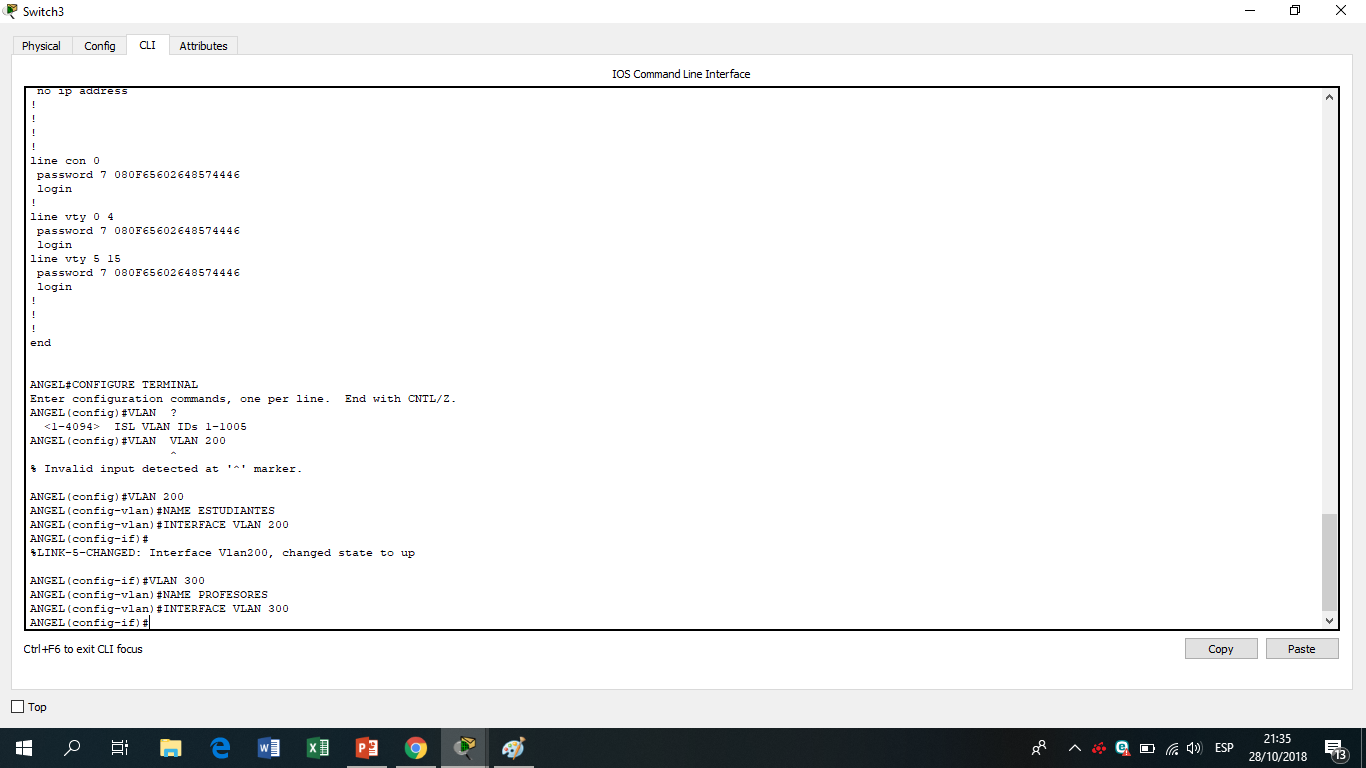 Switch3
Physical Config CLI Attributes
IOS Command Line Interface
no ip address
!
!
!
!
line con 0
password 7 080F65602648574446
login
!
line vty 0 4
password 7 080F65602648574446
login
line vty 5 15
password 7 080F65602648574446
login
!
!
!
end
ANGEL#CONFIGURE TERMINAL
Enter configuration commands, one per line.  End with CNTL/Z.
ANGEL(config)#VLAN  ?
<1-4094>  ISL VLAN IDs 1-1005
ANGEL(config)#VLAN  VLAN 200
^
% Invalid input detected at '^' marker.
ANGEL(config)#VLAN 200
ANGEL(config-vlan)#NAME ESTUDIANTES
ANGEL(config-vlan)#INTERFACE VLAN 200
ANGEL(config-if)#
%LINK-5-CHANGED: Interface Vlan200, changed state to up
ANGEL(config-if)#VLAN 300
ANGEL(config-vlan)#NAME PROFESORES
ANGEL(config-vlan)#INTERFACE VLAN 300
ANGEL(config-if)#
Ctrl+F6 to exit CLI focus
Copy Paste
Top
ESP
21:35
28/10/2018
13